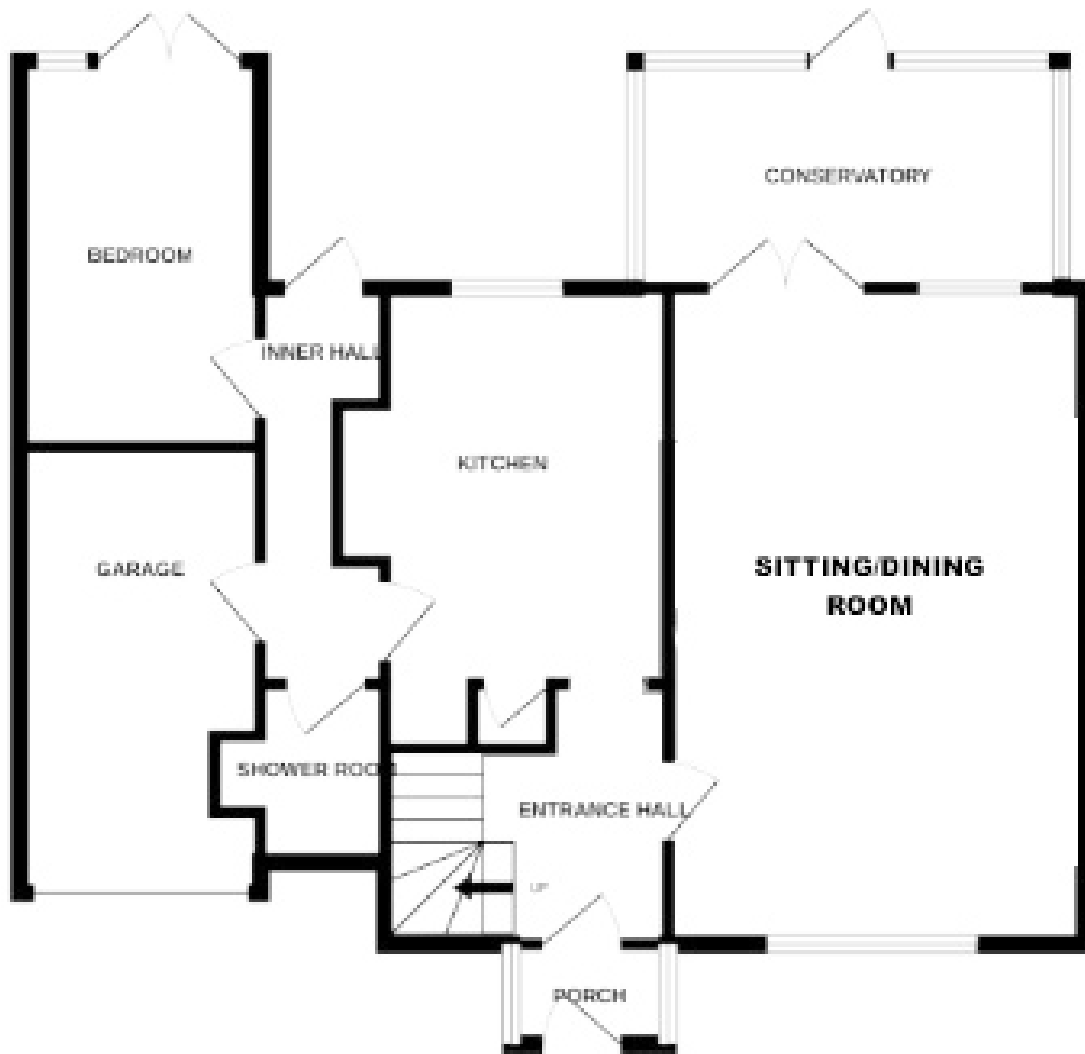 CONSERVATORY
BEDROOM
INNER HALL
KITCHEN
GARAGE
SITTING/DINING
ROOM
SHOWER ROOM
ENTRANCE HALL
UP
PORCH